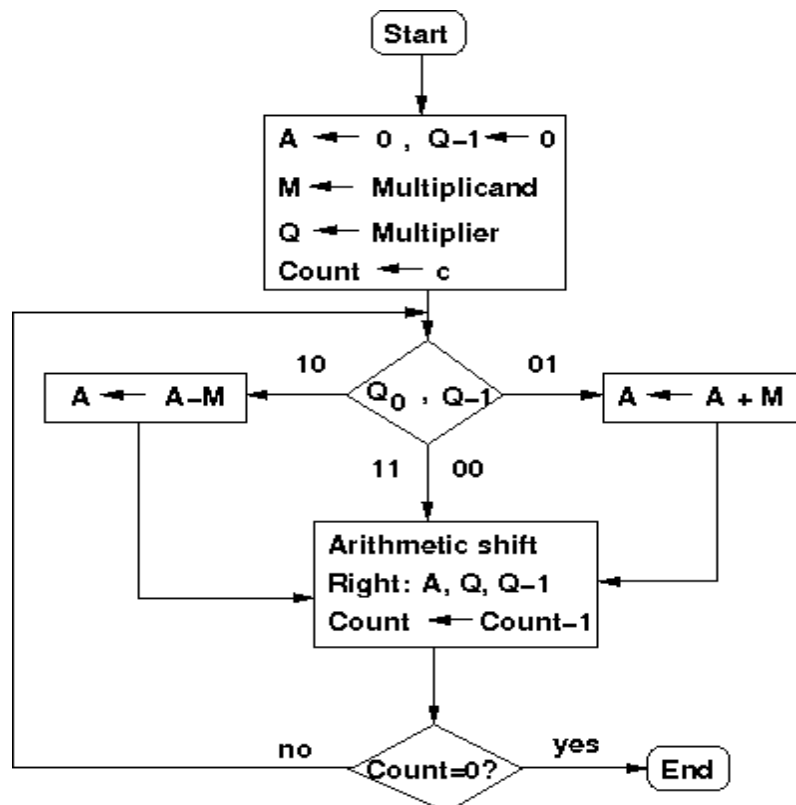 Start
A ← 0 , Q−1 ← 0
M ← Multiplicand
Q ← Multiplier
Count ← c
10
Q0 , Q−1
01
A ← A−M
A ← A + M
11 00
Arithmetic shift
Right: A, Q, Q−1
Count ← Count−1
no
Count=0?
yes
End